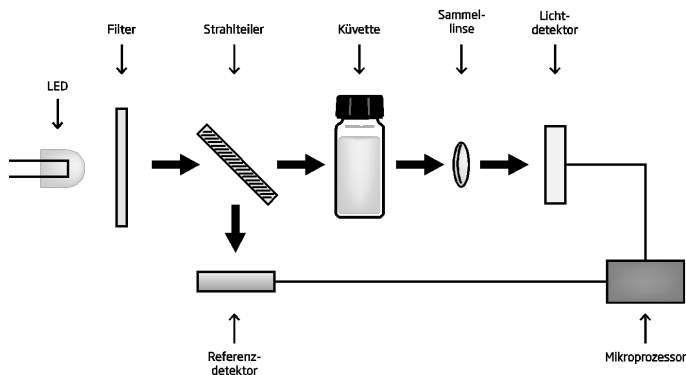 LED
Filter
Strahlteiler
Küvette
Sammel-
linse
Licht-
detektor
Referenz-
detektor
Mikroprozessor